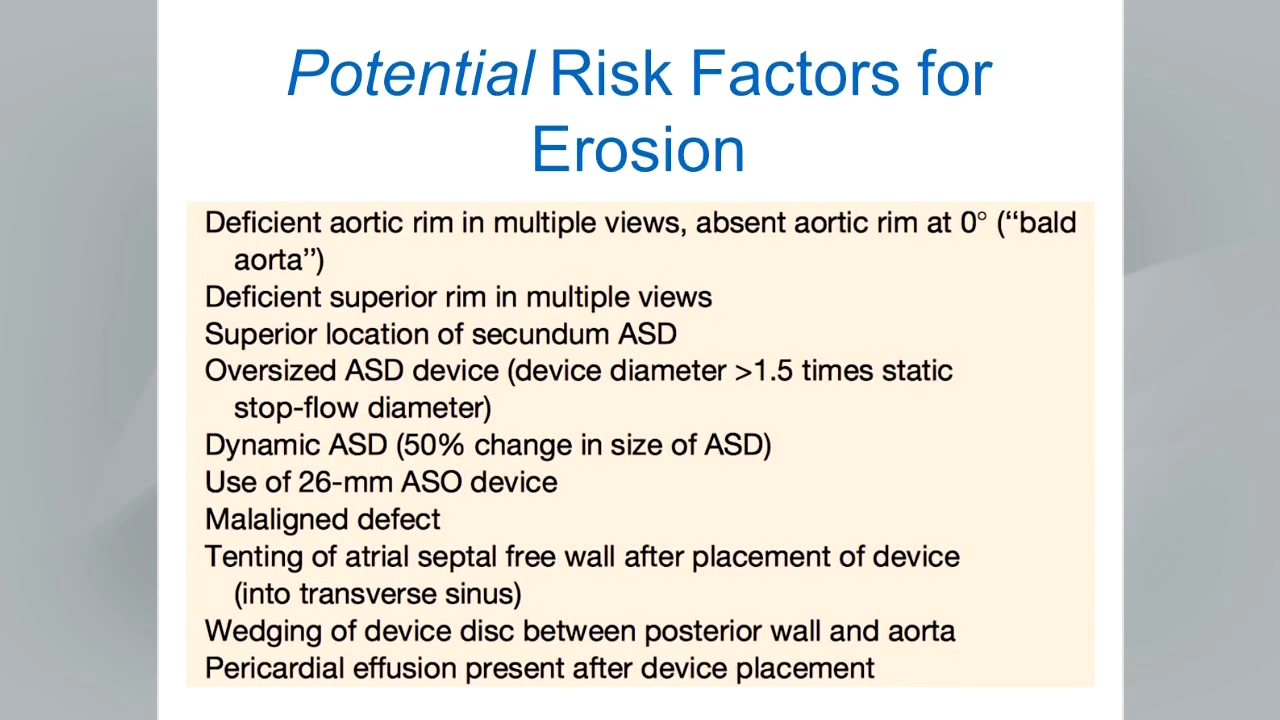 Potential Risk Factors for
Erosion
Deficient aortic rim in multiple views, absent aortic rim at 0° (“bald
aorta”)
Deficient superior rim in multiple views
Superior location of secundum ASD
Oversized ASD device (device diameter >1.5 times static
stop-flow diameter)
Dynamic ASD (50% change in size of ASD)
Use of 26-mm ASO device
Malaligned defect
Tenting of atrial septal free wall after placement of device
(into transverse sinus)
Wedging of device disc between posterior wall and aorta
Pericardial effusion present after device placement